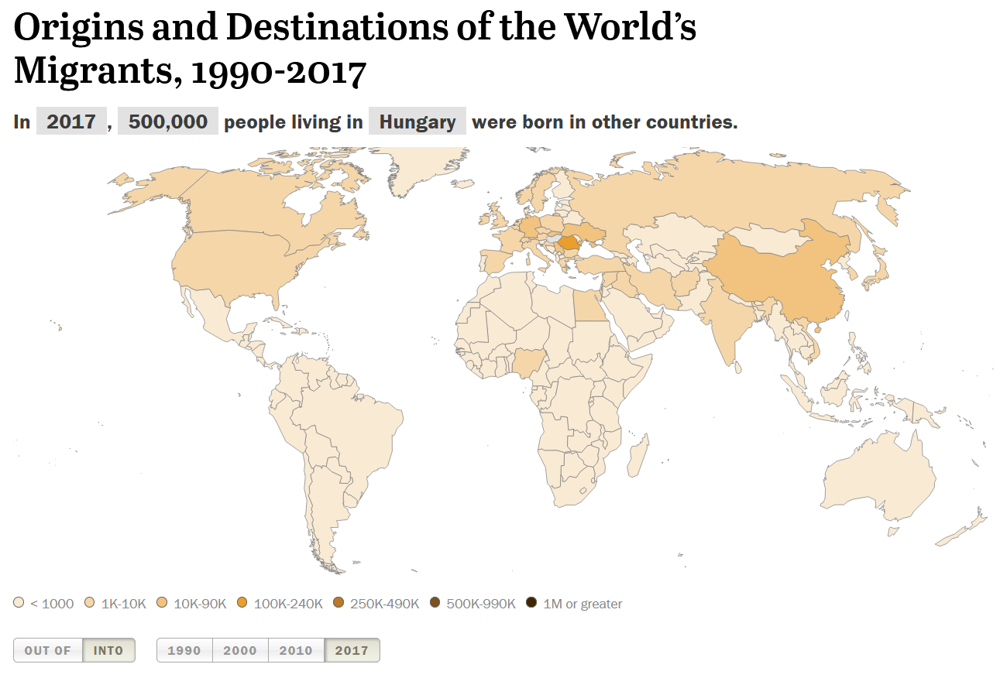 Origins and Destinations of the World’s
Migrants, 1990-2017
In 2017 , 500,000 people living in Hungary were born in other countries.
< 1000 1K-10K 10K-90K 100K-240K 250K-490K 500K-990K 1M or greater
OUT OF INTO 1990 2000 2010 2017